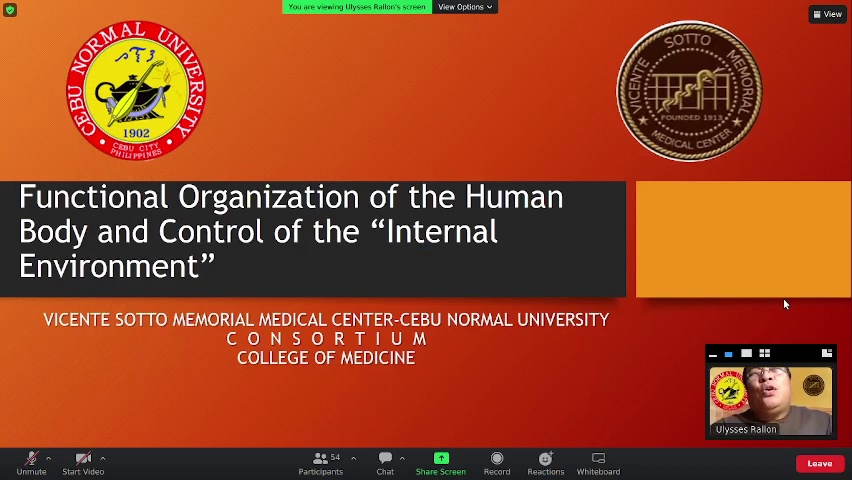 You are viewing Ulysses Rallon's screen
View Options
View
CEBU NORMAL UNIVERSITY
1902
CEBU CITY
PHILIPPINES
VICENTE SOTTO MEMORIAL
FOUNDED 1913
MEDICAL CENTER
Functional Organization of the Human
Body and Control of the “Internal
Environment”
VICENTE SOTTO MEMORIAL MEDICAL CENTER-CEBU NORMAL UNIVERSITY
C O N S O R T I U M
COLLEGE OF MEDICINE
Ulysses Rallon
Unmute
Start Video
54
Participants
Chat
Share Screen
Record
Reactions
Whiteboard
Leave